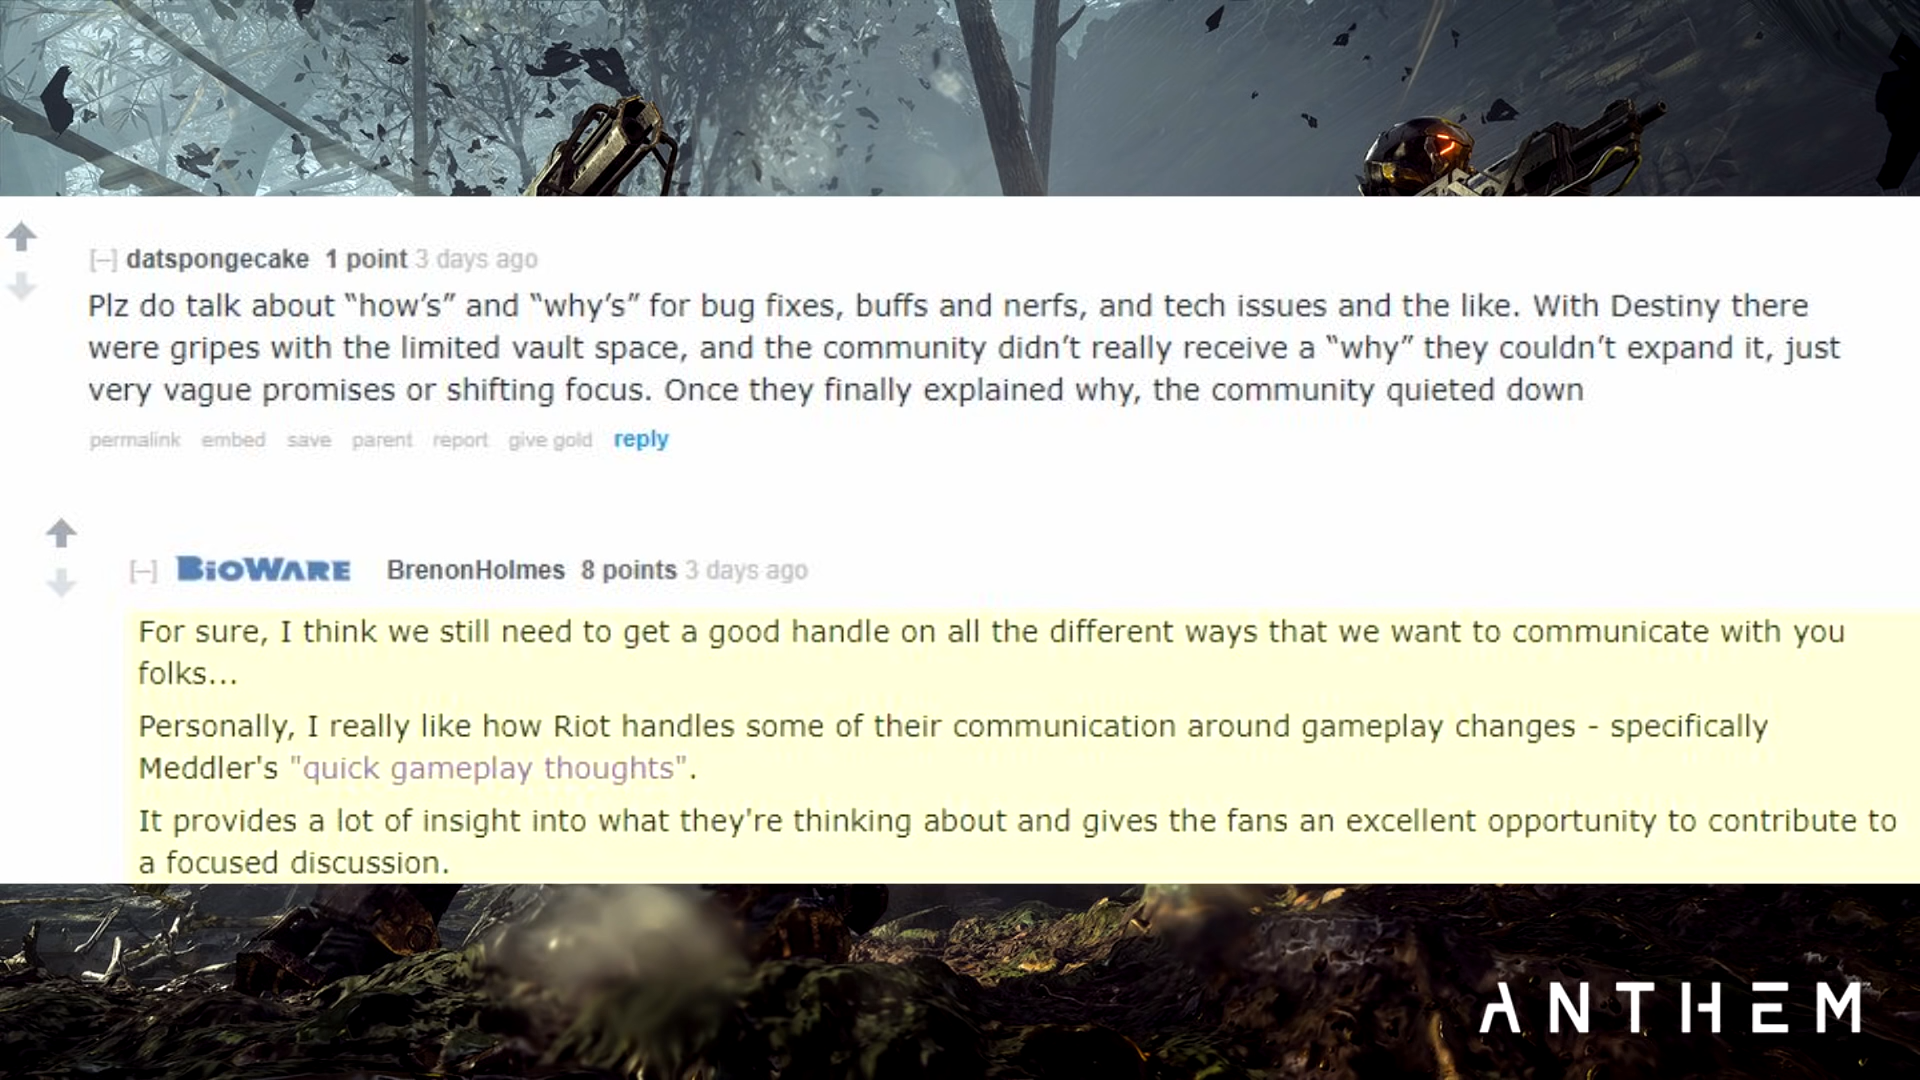 [–] datspongecake 1 point 3 days ago
Plz do talk about “how’s” and “why’s” for bug fixes, buffs and nerfs, and tech issues and the like. With Destiny there
were gripes with the limited vault space, and the community didn’t really receive a “why” they couldn’t expand it, just
very vague promises or shifting focus. Once they finally explained why, the community quieted down
permalink embed save parent report give gold reply
[–] BIOWARE BrenonHolmes 8 points 3 days ago
For sure, I think we still need to get a good handle on all the different ways that we want to communicate with you
folks...
Personally, I really like how Riot handles some of their communication around gameplay changes - specifically
Meddler's "quick gameplay thoughts".
It provides a lot of insight into what they're thinking about and gives the fans an excellent opportunity to contribute to
a focused discussion.
ANTHEM